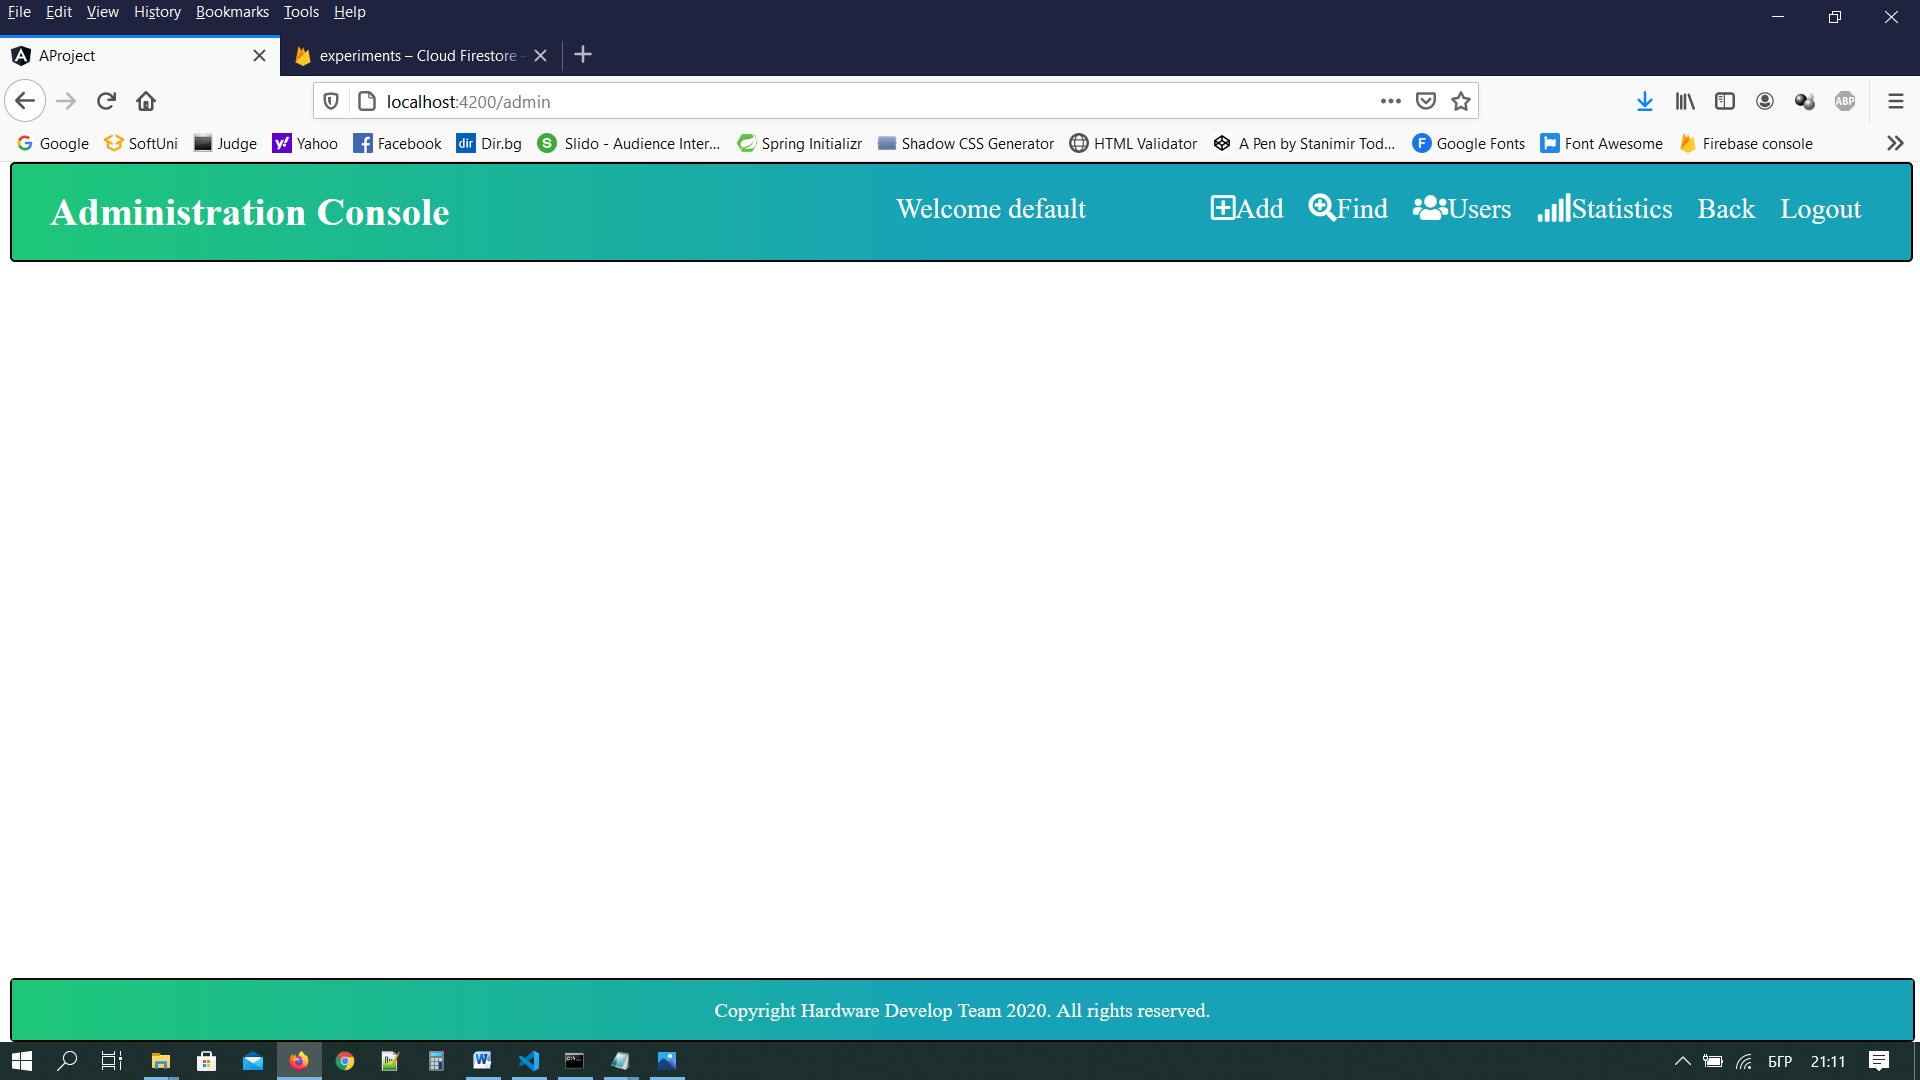 File Edit View History Bookmarks Tools Help
AProject experiments – Cloud Firestore -
localhost:4200/admin ABP
Google SoftUni Judge Yahoo Facebook dir Dir.bg S Slido - Audience Inter... Spring Initializr Shadow CSS Generator HTML Validator A Pen by Stanimir Tod... F Google Fonts Font Awesome Firebase console
Administration Console Welcome default Add Find Users Statistics Back Logout
Copyright Hardware Develop Team 2020. All rights reserved.
БГР 21:11